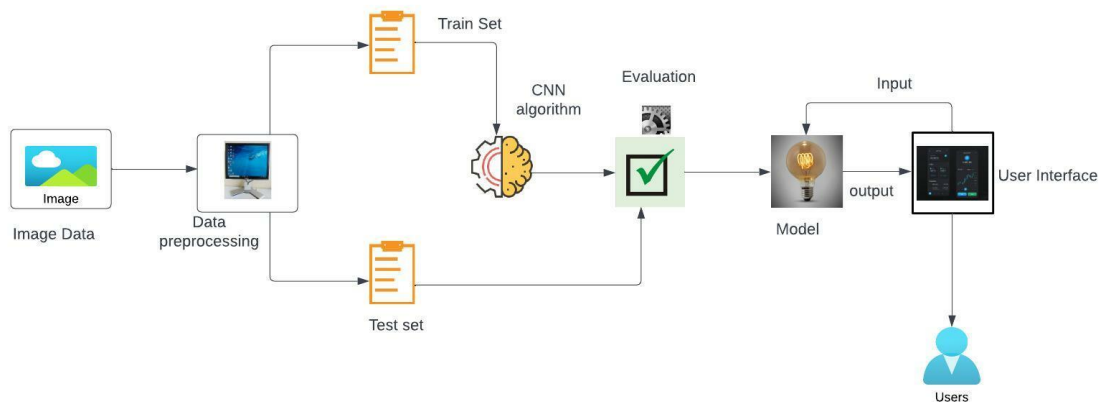 Train Set
Evaluation
CNN
algorithm
Input
Image
Image Data
Data
preprocessing
output
User Interface
Model
Test set
Users